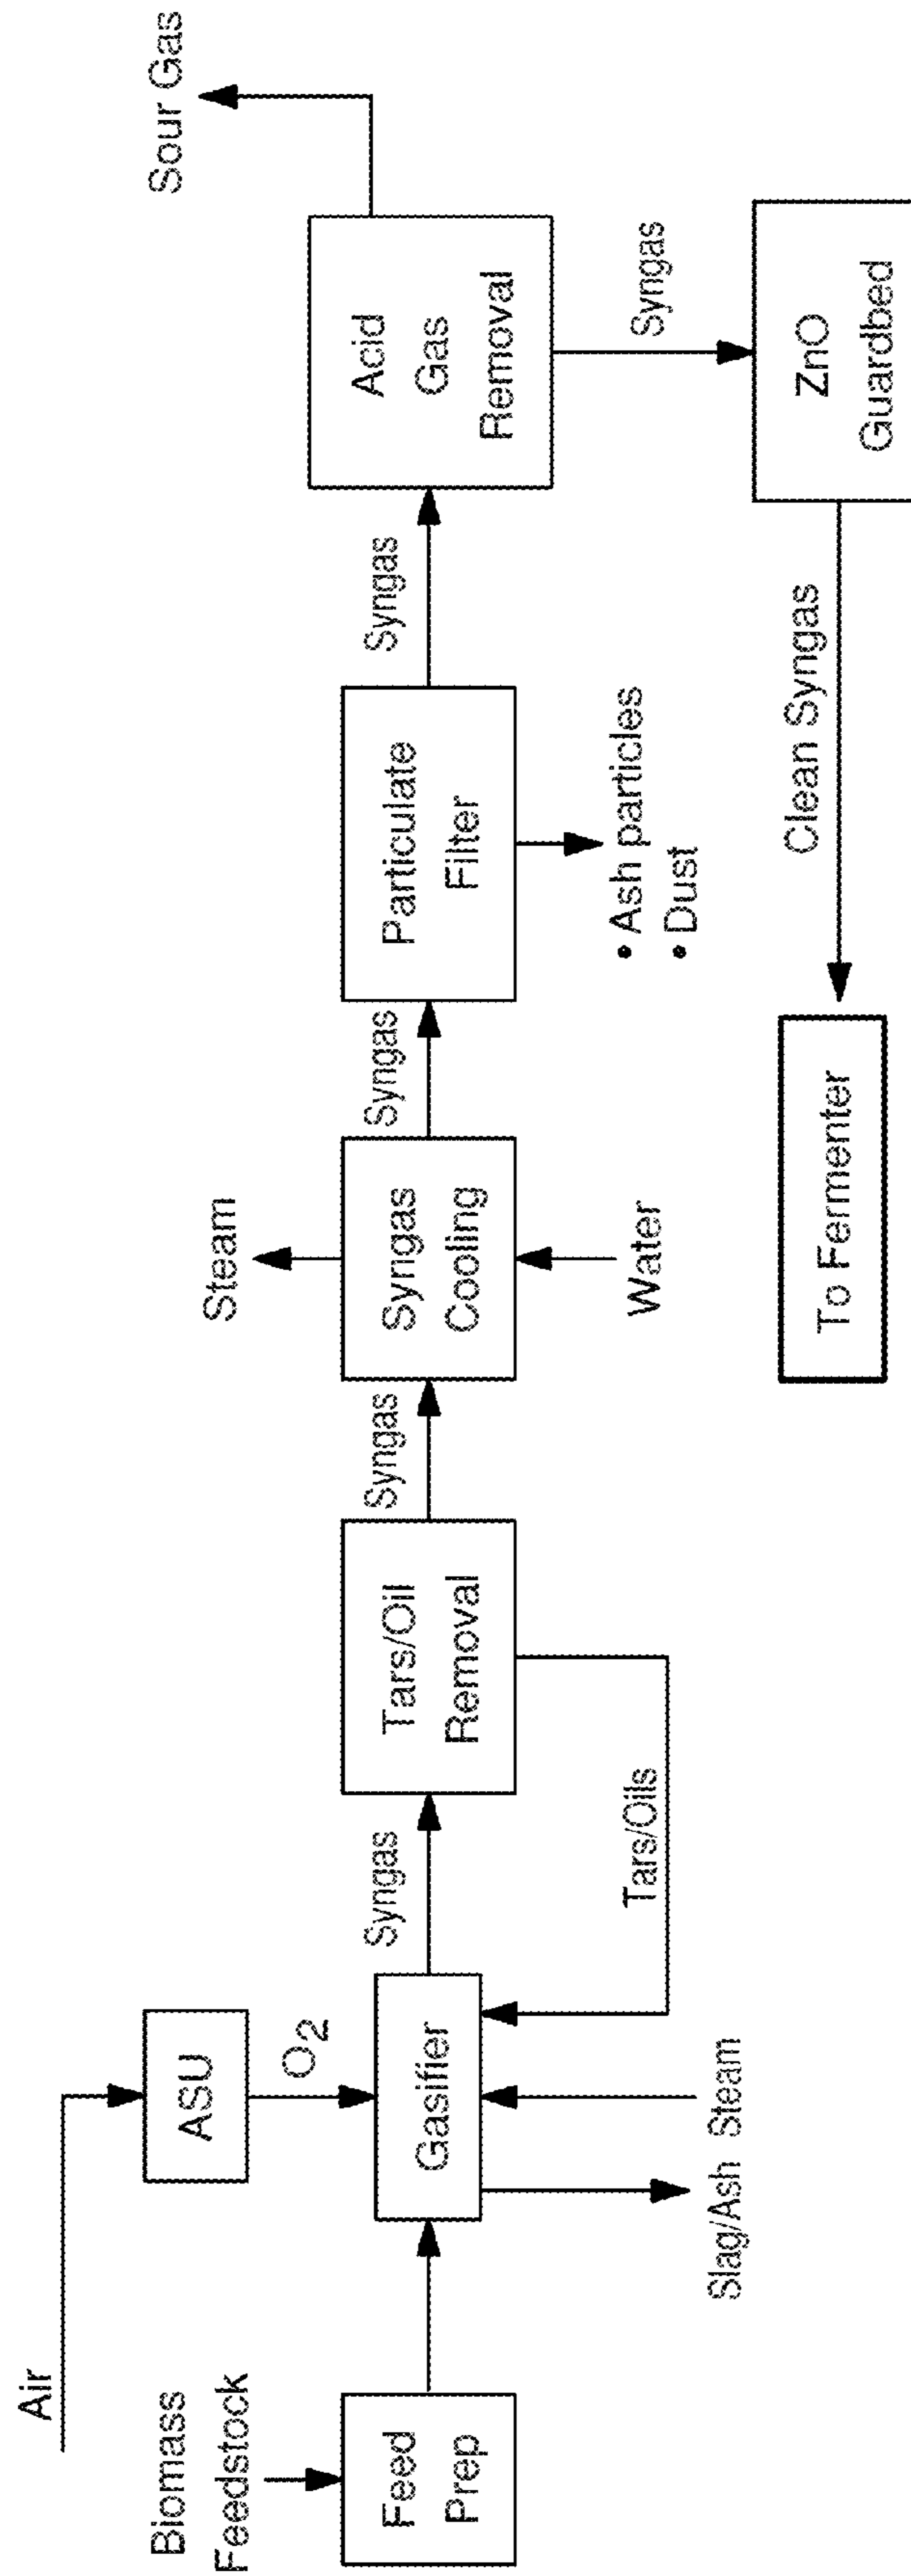 Air
Biomass
Feedstock
Feed
Prep
ASU
O2
Gasifier
Slag/Ash
Steam
Syngas
Tars/Oils
Tars/Oil
Removal
Syngas
Steam
Syngas
Cooling
Water
Syngas
Particulate
Filter
• Ash particles
• Dust
Syngas
Acid
Gas
Removal
Sour Gas
Syngas
ZnO
Guardbed
Clean Syngas
To Fermenter